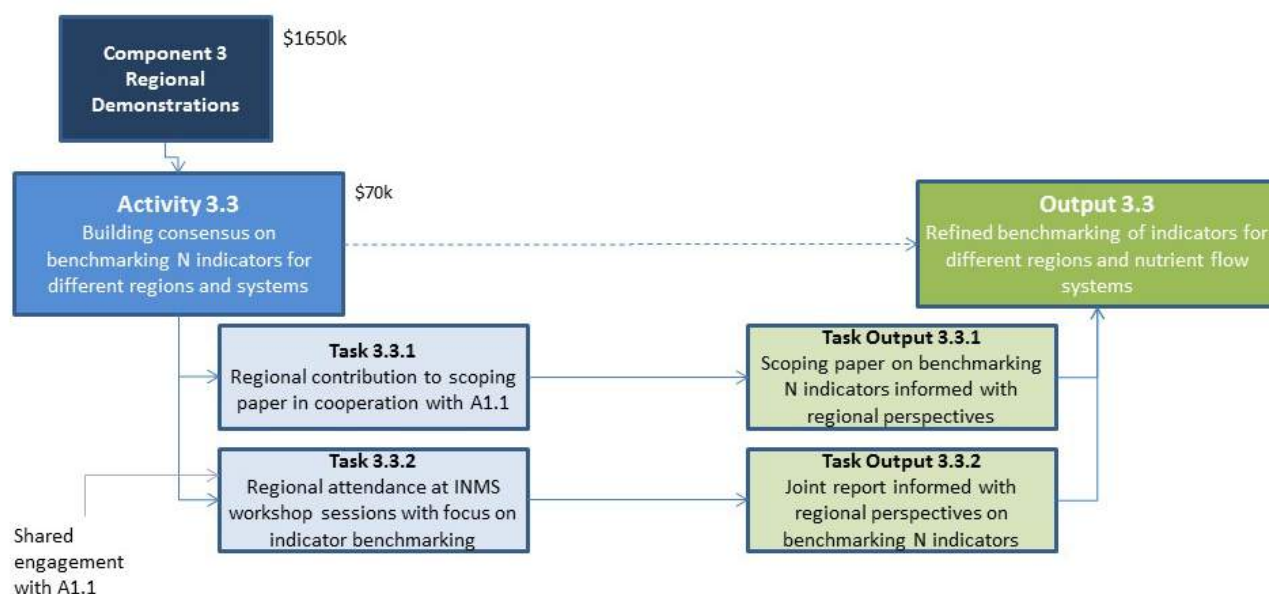 Component 3
Regional
Demonstrations
$1650k
Activity 3.3
Building consensus on
benchmarking N indicators for
different regions and systems
$70k
Output 3.3
Refined benchmarking of indicators for
different regions and nutrient flow
systems
Task 3.3.1
Regional contribution to scoping
paper in cooperation with A1.1
Task Output 3.3.1
Scoping paper on benchmarking
N indicators informed with
regional perspectives
Task 3.3.2
Regional attendance at INMS
workshop sessions with focus on
indicator benchmarking
Task Output 3.3.2
Joint report informed with
regional perspectives on
benchmarking N indicators
Shared
engagement
with A1.1